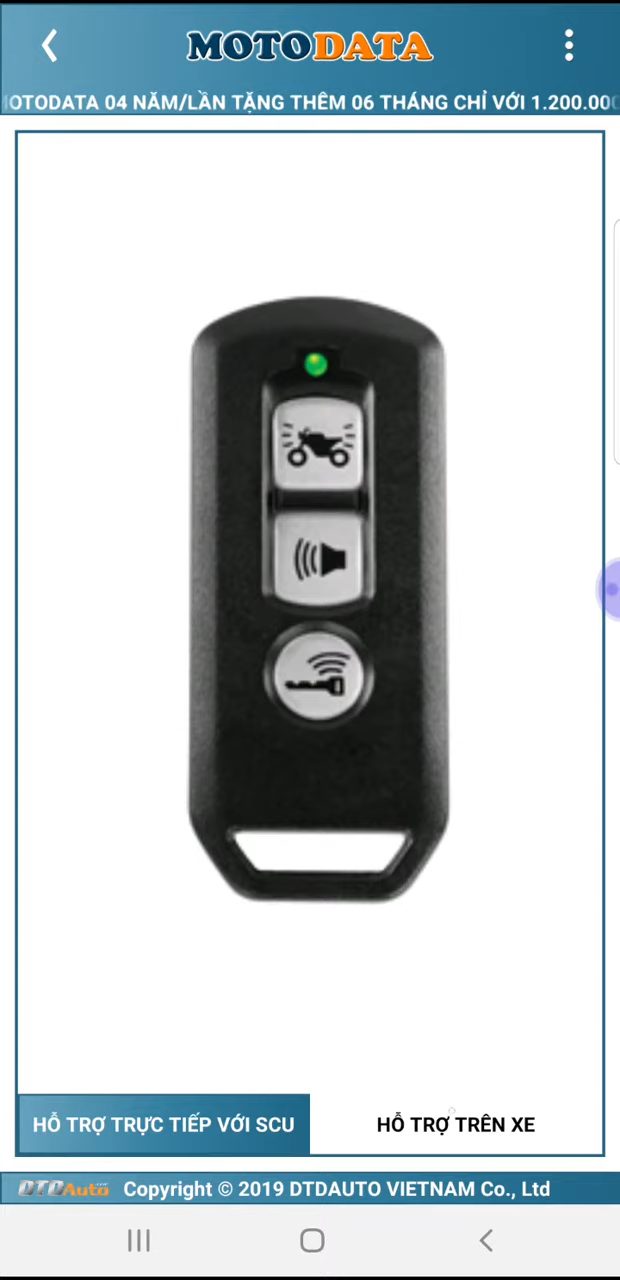 MOTODATA
MOTODATA 04 NĂM/LẦN TẶNG THÊM 06 THÁNG CHỈ VỚI 1.200.000
HỖ TRỢ TRỰC TIẾP VỚI SCU
HỖ TRỢ TRÊN XE
DTDAuto Copyright © 2019 DTDAUTO VIETNAM Co., Ltd